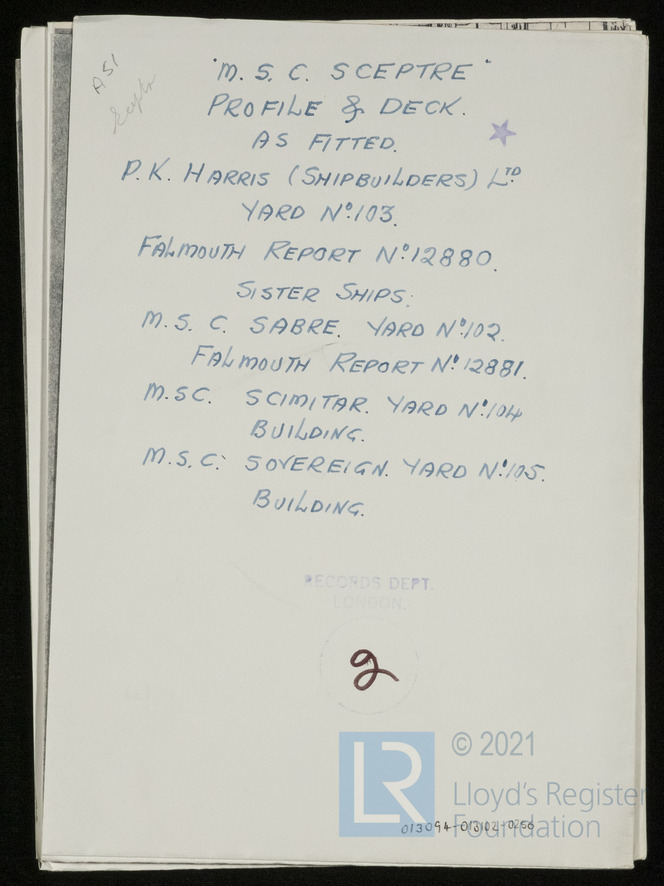 AS1
"M. S. C. SCEPTRE"
PROFILE & DECK.
AS FITTED.
P. K. HARRIS (SHIPBUILDERS) LTD
YARD No. 103.
FALMOUTH REPORT No. 12880.
SISTER SHIPS.
M. S. C. SABRE. YARD No. 102.
FALMOUTH REPORT No. 12881.
M.SC. SCIMITAR. YARD No. 104
BUILDING.
M.S.C. SOVEREIGN. YARD No. 105.
BUILDING.
RECORDS DEPT.
LONDON.
2
LR
© 2021
Lloyd's Register
Foundation
013094-013102-0256